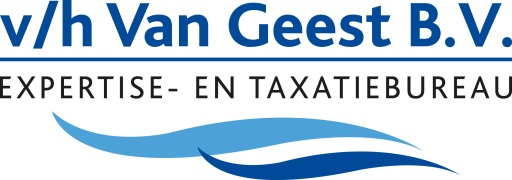 v/h Van Geest B.V.
EXPERTISE- EN TAXATIEBUREAU